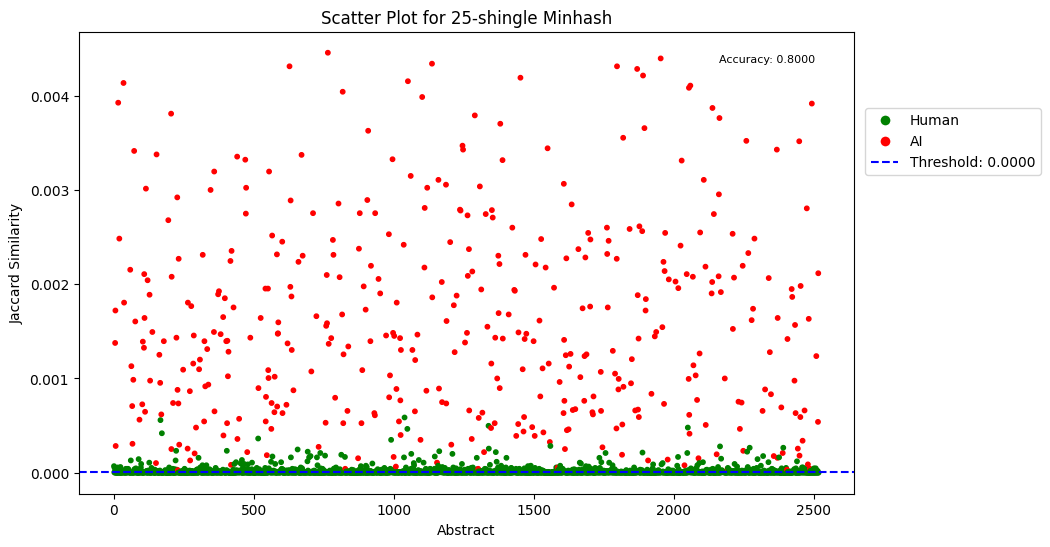 Scatter Plot for 25-shingle Minhash
Accuracy: 0.8000
Human
AI
Threshold: 0.0000
Jaccard Similarity
0.004
0.003
0.002
0.001
0.000
0
500
1000
1500
2000
2500
Abstract